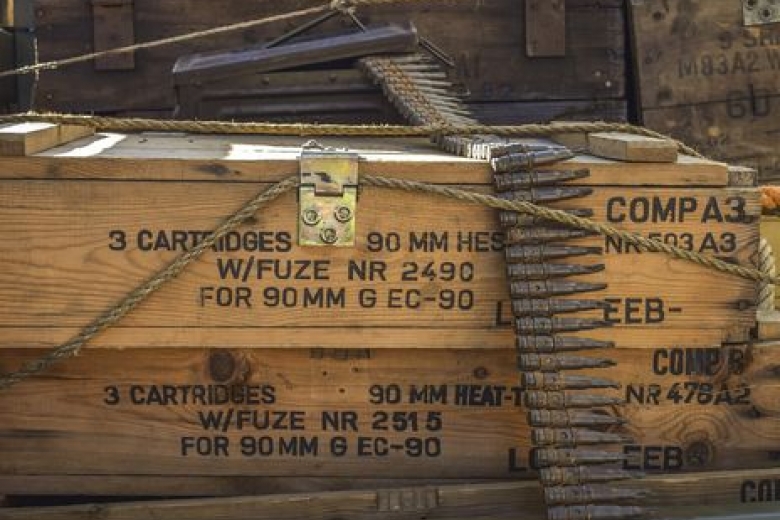 M83A2
COMP A3
3 CARTRIDGES 90 MM HES NR 503 A3
W/FUZE NR 2490
FOR 90 MM G EC-90
EEB-
COMP B
3 CARTRIDGES 90 MM HEAT-T NR 478A2
W/FUZE NR 2515
FOR 90 MM G EC-90
EEB